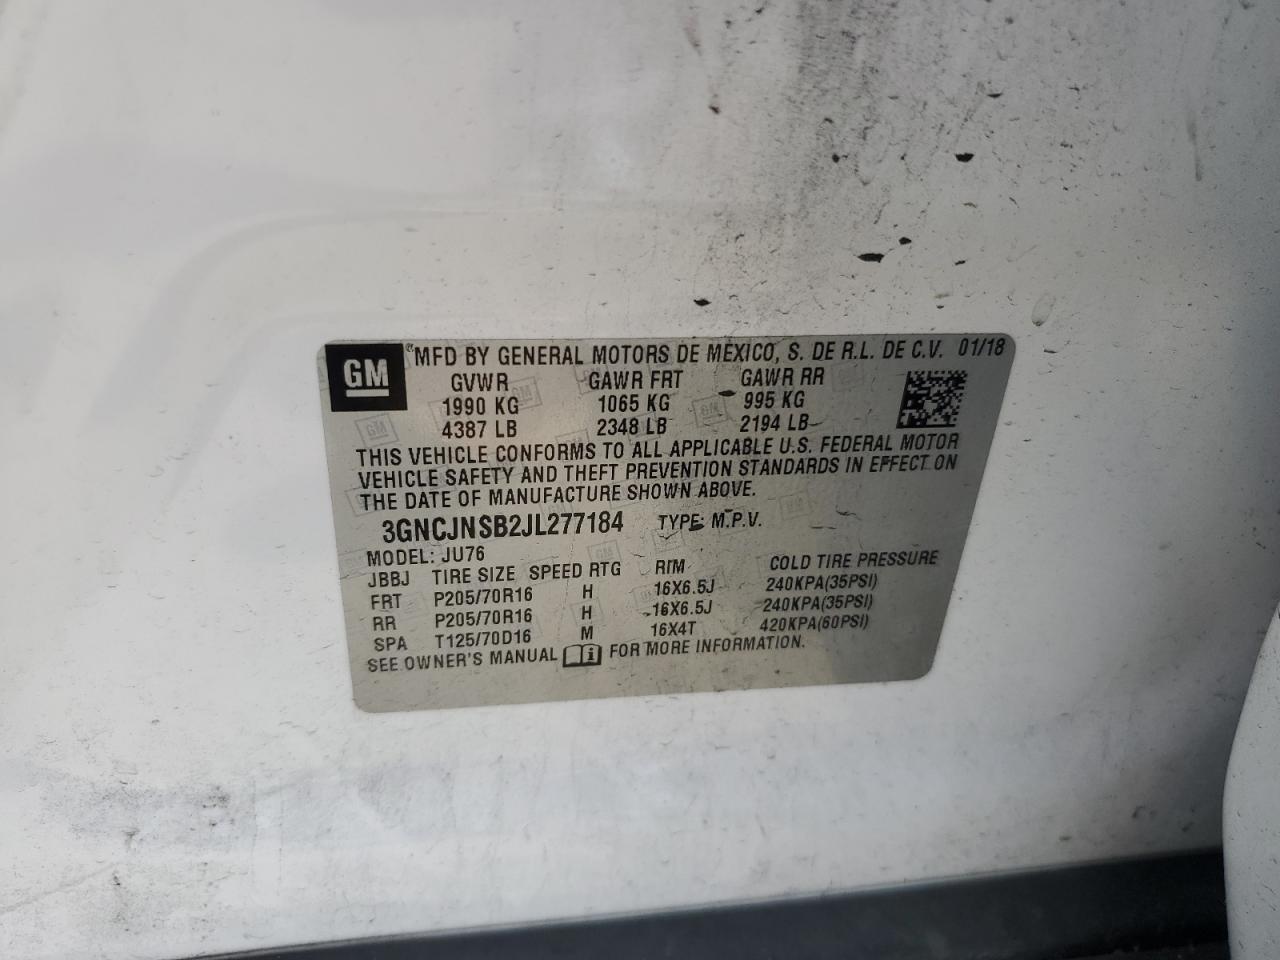 GM MFD BY GENERAL MOTORS DE MEXICO, S. DE R.L. DE C.V. 01/18
GVWR GAWR FRT GAWR RR
1990 KG 1065 KG 995 KG
4387 LB 2348 LB 2194 LB
THIS VEHICLE CONFORMS TO ALL APPLICABLE U.S. FEDERAL MOTOR
VEHICLE SAFETY AND THEFT PREVENTION STANDARDS IN EFFECT ON
THE DATE OF MANUFACTURE SHOWN ABOVE.
3GNCJNSB2JL277184 TYPE: M.P.V.
MODEL: JU76
JBBJ TIRE SIZE SPEED RTG RIM COLD TIRE PRESSURE
FRT P205/70R16 H 16X6.5J 240KPA(35PSI)
RR P205/70R16 H 16X6.5J 240KPA(35PSI)
SPA T125/70D16 M 16X4T 420KPA(60PSI)
SEE OWNER'S MANUAL i FOR MORE INFORMATION.